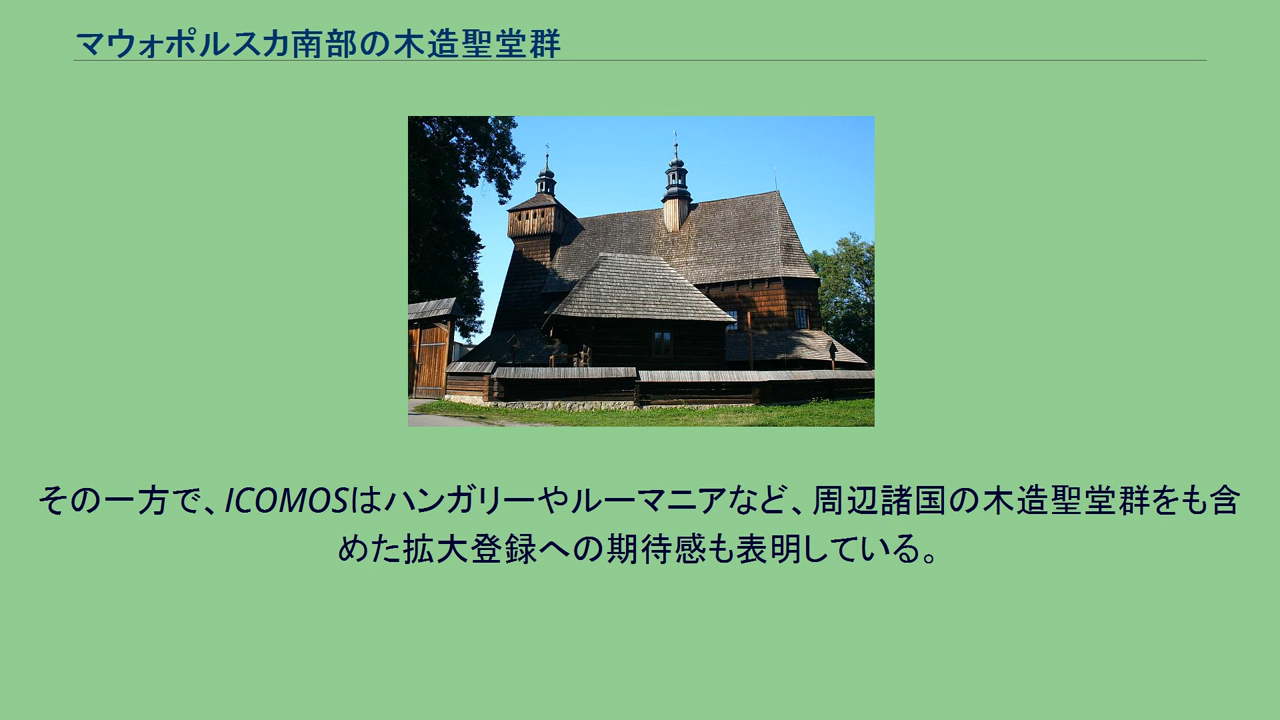 マウォポルスカ南部の木造聖堂群
その一方で、ICOMOSはハンガリーやルーマニアなど、周辺諸国の木造聖堂群をも含
めた拡大登録への期待感も表明している。